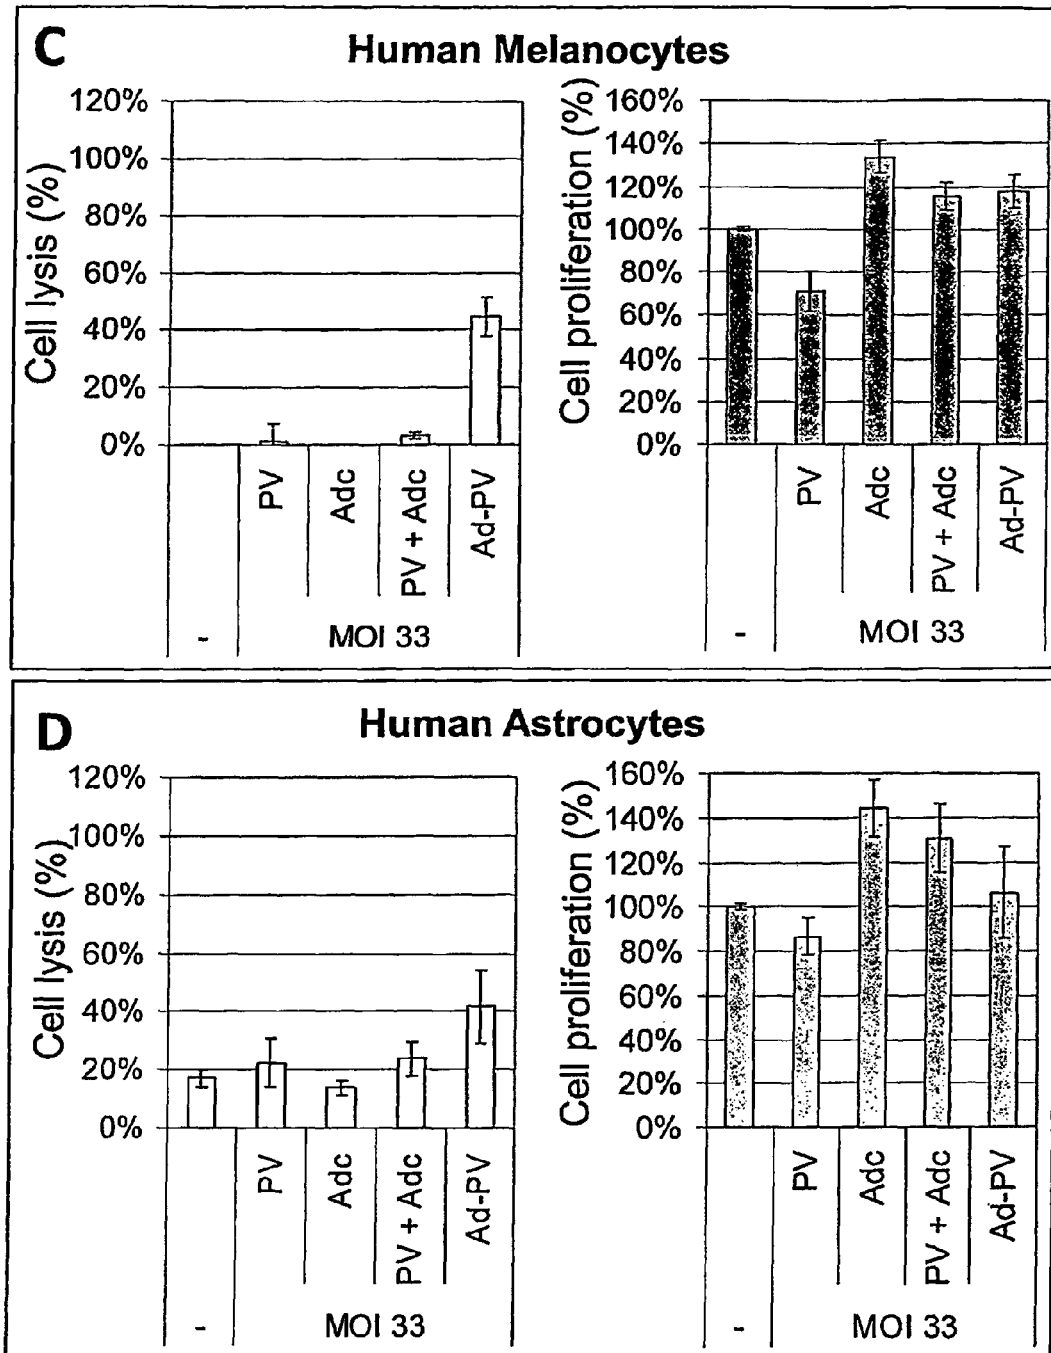 C
Human Melanocytes
Cell lysis (%)
120%
100%
80%
60%
40%
20%
0%
PV
Adc
PV + Adc
Ad-PV
-
MOI 33
Cell proliferation (%)
160%
140%
120%
100%
80%
60%
40%
20%
0%
PV
Adc
PV + Adc
Ad-PV
-
MOI 33
D
Human Astrocytes
Cell lysis (%)
120%
100%
80%
60%
40%
20%
0%
PV
Adc
PV + Adc
Ad-PV
-
MOI 33
Cell proliferation (%)
160%
140%
120%
100%
80%
60%
40%
20%
0%
PV
Adc
PV + Adc
Ad-PV
-
MOI 33